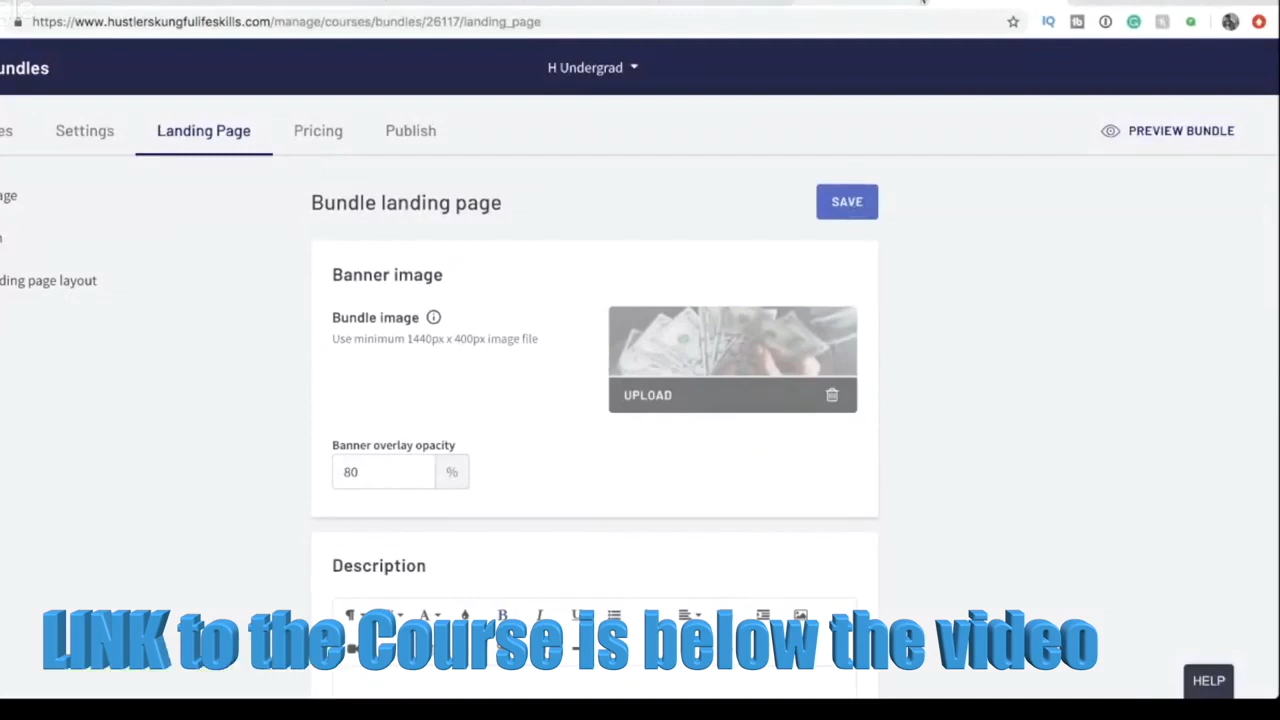 https://www.hustlerskungfulifeskills.com/manage/courses/bundles/26117/landing_page
undles
H Undergrad
es
Settings
Landing Page
Pricing
Publish
PREVIEW BUNDLE
age
Bundle landing page
SAVE
n
ding page layout
Banner image
Bundle image
Use minimum 1440px x 400px image file
UPLOAD
Banner overlay opacity
80 %
Description
LINK to the Course is below the video
HELP